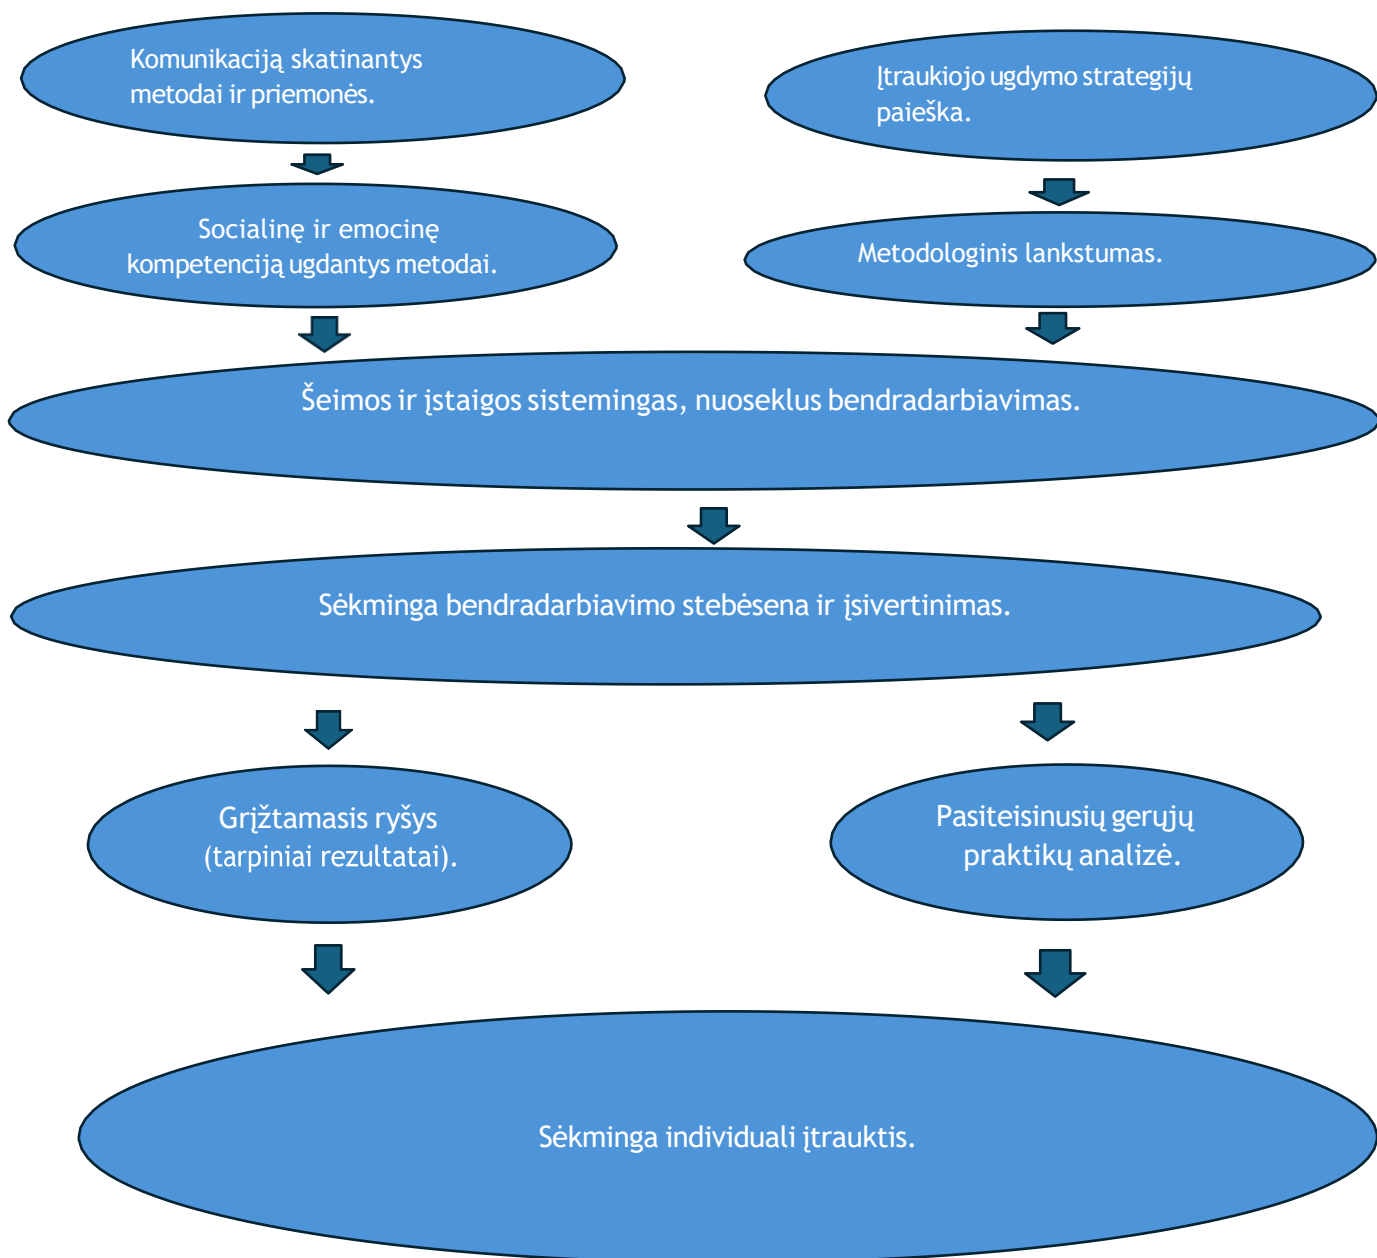 Komunikaciją skatinantys
metodai ir priemonės.
Įtraukiojo ugdymo strategijų
paieška.
Socialinę ir emocinę
kompetenciją ugdantys metodai.
Metodologinis lankstumas.
Šeimos ir įstaigos sistemingas, nuoseklus bendradarbiavimas.
Sėkminga bendradarbiavimo stebėsena ir įsivertinimas.
Grįžtamasis ryšys
(tarpiniai rezultatai).
Pasiteisinusių gerųjų
praktikų analizė.
Sėkminga individuali įtrauktis.